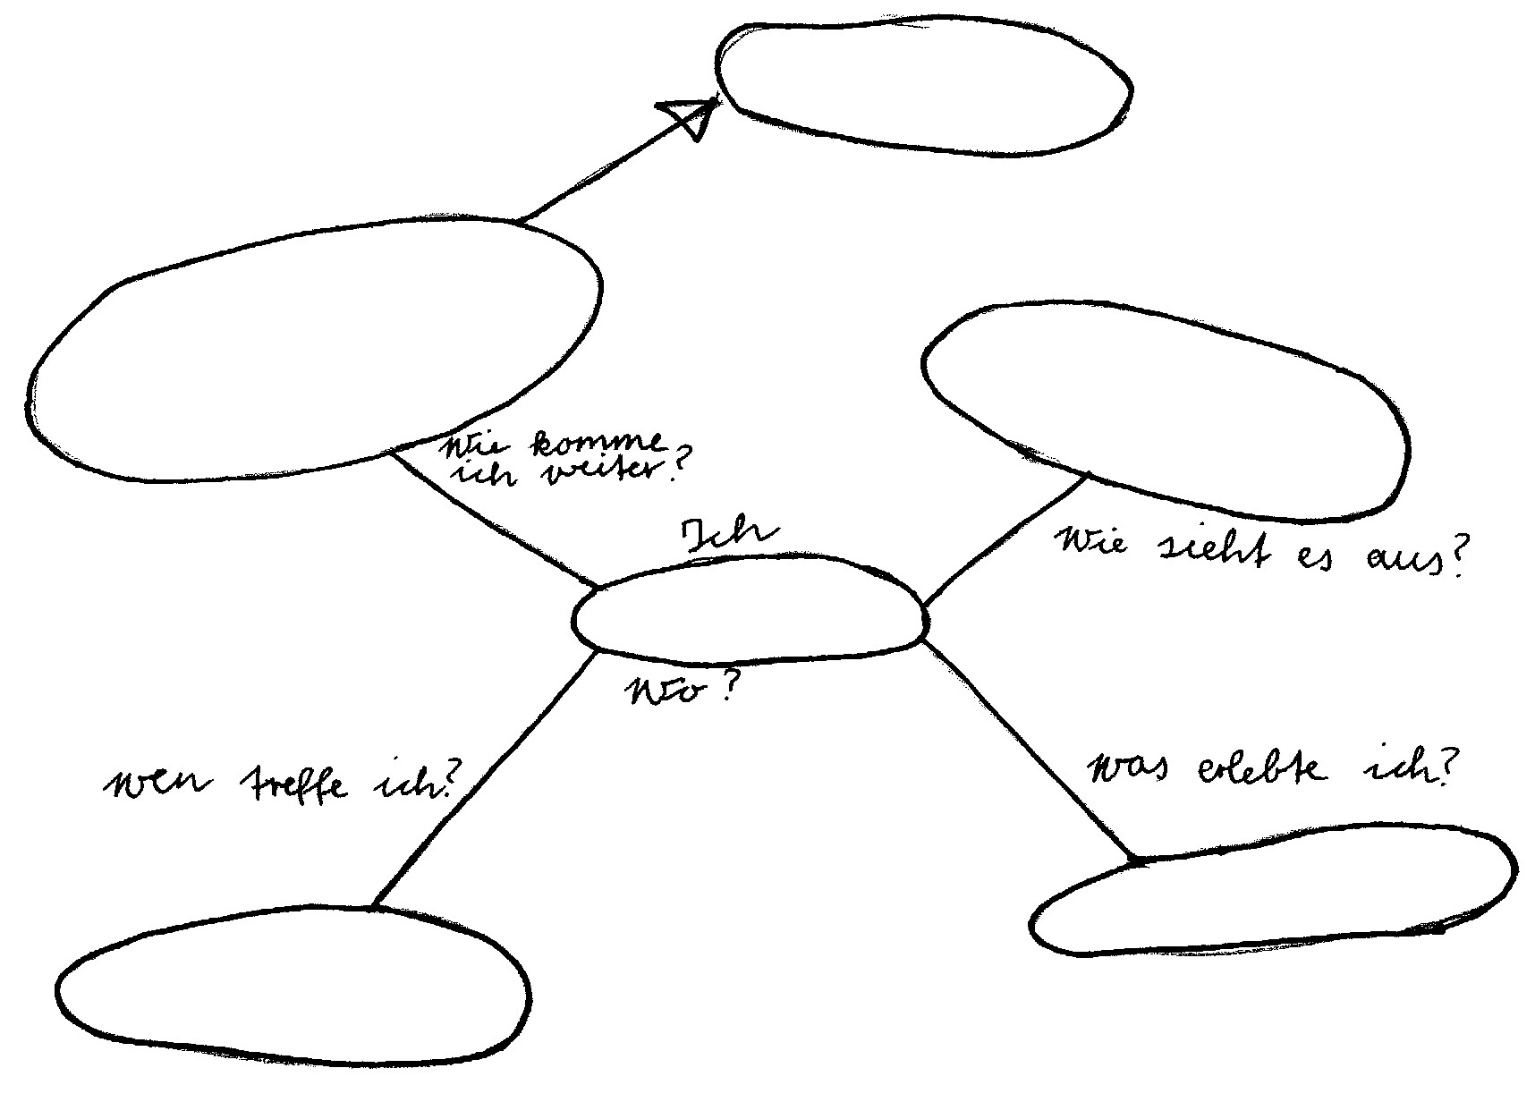 Wie komme
ich weiter?
Ich
Wie sieht es aus?
Wo?
wen treffe ich?
was erlebte ich?